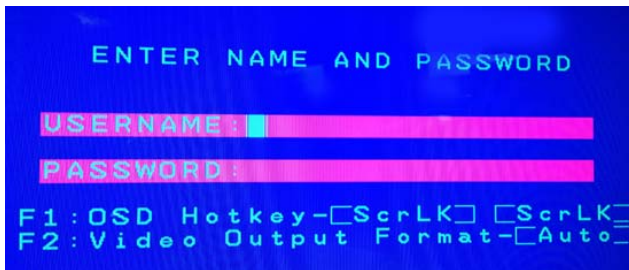 ENTER NAME AND PASSWORD
USERNAME:
PASSWORD:
F1:OSD Hotkey-[ScrLK] [ScrLK]
F2:Video Output Format-[Auto]